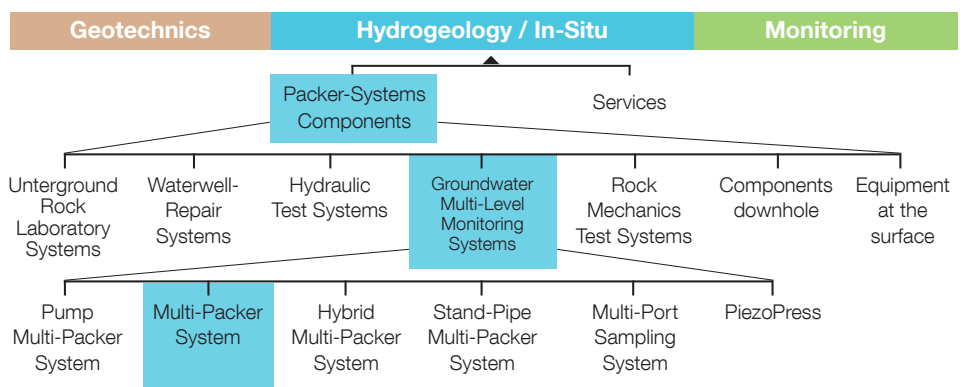 Geotechnics
Hydrogeology / In-Situ
Monitoring
Packer-Systems
Components
Services
Unterground
Rock
Laboratory
Systems
Waterwell-
Repair
Systems
Hydraulic
Test Systems
Groundwater
Multi-Level
Monitoring
Systems
Rock
Mechanics
Test Systems
Components
downhole
Equipment
at the
surface
Pump
Multi-Packer
System
Multi-Packer
System
Hybrid
Multi-Packer
System
Stand-Pipe
Multi-Packer
System
Multi-Port
Sampling
System
PiezoPress